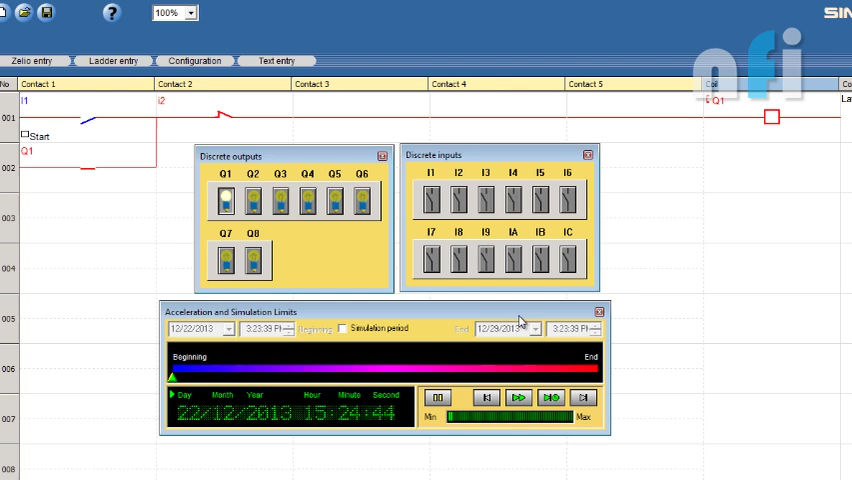 100%
SIM
nfi
Zelio entry Ladder entry Configuration Text entry
No Contact 1 Contact 2 Contact 3 Contact 4 Contact 5 Coil Co
I1 i2 [ Q1 La
001
Start
Q1
002
003
004
005
006
007
008
Discrete outputs
Q1 Q2 Q3 Q4 Q5 Q6
Q7 Q8
Discrete inputs
I1 I2 I3 I4 I5 I6
I7 I8 I9 IA IB IC
Acceleration and Simulation Limits
12/22/2013 3:23:39 PM Beginning Simulation period End 12/29/2013 3:23:39 PM
Beginning End
Day Month Year Hour Minute Second
22/12/2013 15:24:44
Min Max